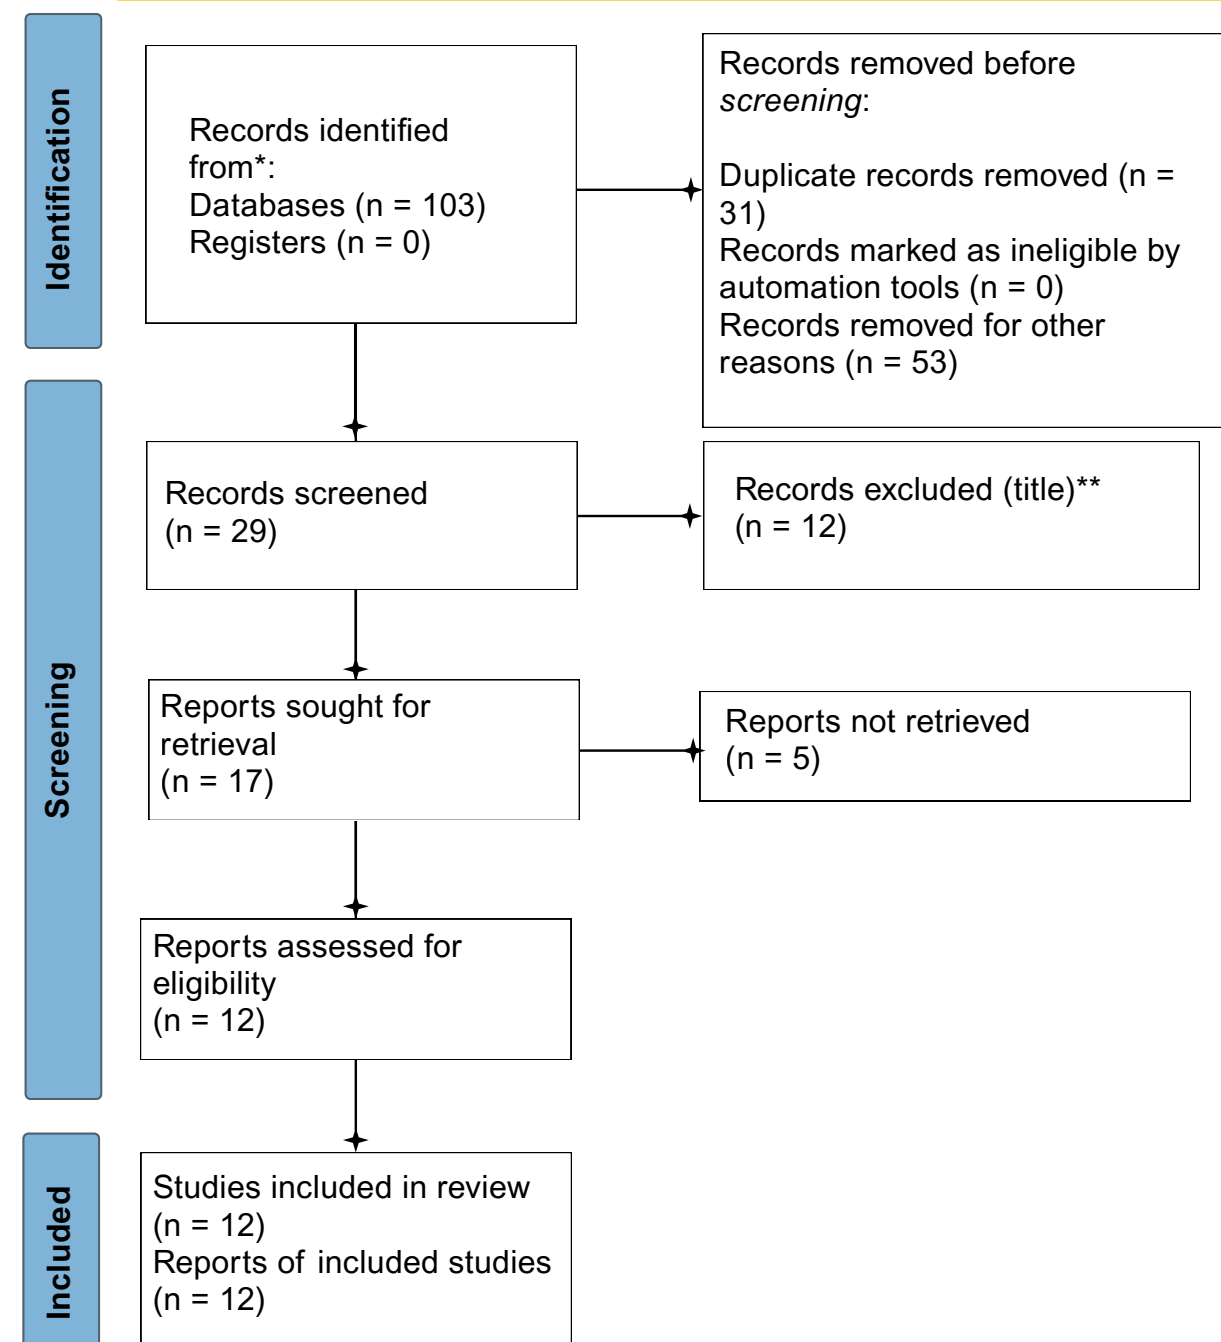 Identification
Records identified
from*:
Databases (n = 103)
Registers (n = 0)
Records removed before
screening:
Duplicate records removed (n =
31)
Records marked as ineligible by
automation tools (n = 0)
Records removed for other
reasons (n = 53)
Screening
Records screened
(n = 29)
Records excluded (title)**
(n = 12)
Reports sought for
retrieval
(n = 17)
Reports not retrieved
(n = 5)
Reports assessed for
eligibility
(n = 12)
Included
Studies included in review
(n = 12)
Reports of included studies
(n = 12)